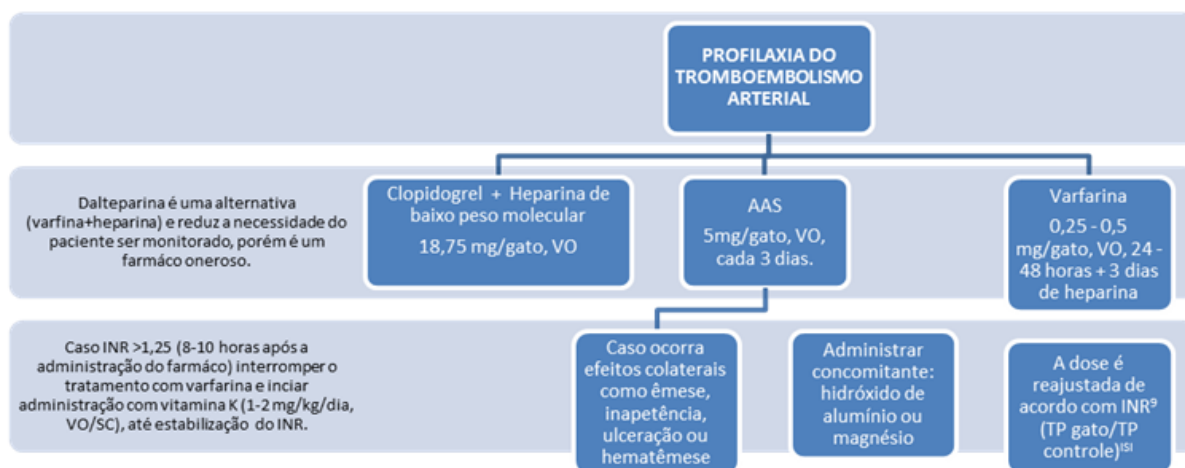 PROFILAXIA DO
TROMBOEMBOLISMO
ARTERIAL
Dalteparina é uma alternativa
(varfina+heparina) e reduz a necessidade do
paciente ser monitorado, porém é um
farmáco oneroso.
Clopidogrel + Heparina de
baixo peso molecular
18,75 mg/gato, VO
AAS
5mg/gato, VO,
cada 3 dias.
Varfarina
0,25 - 0,5
mg/gato, VO, 24 -
48 horas + 3 dias
de heparina
Caso INR >1,25 (8-10 horas após a
administração do farmáco) interromper o
tratamento com varfarina e inciar
administração com vitamina K (1-2 mg/kg/dia,
VO/SC), até estabilização do INR.
Caso ocorra
efeitos colaterais
como êmese,
inapetência,
ulceração ou
hematêmese
Administrar
concomitante:
hidróxido de
alumínio ou
magnésio
A dose é
reajustada de
acordo com INR⁹
(TP gato/TP
controle)ᴵˢᴵ